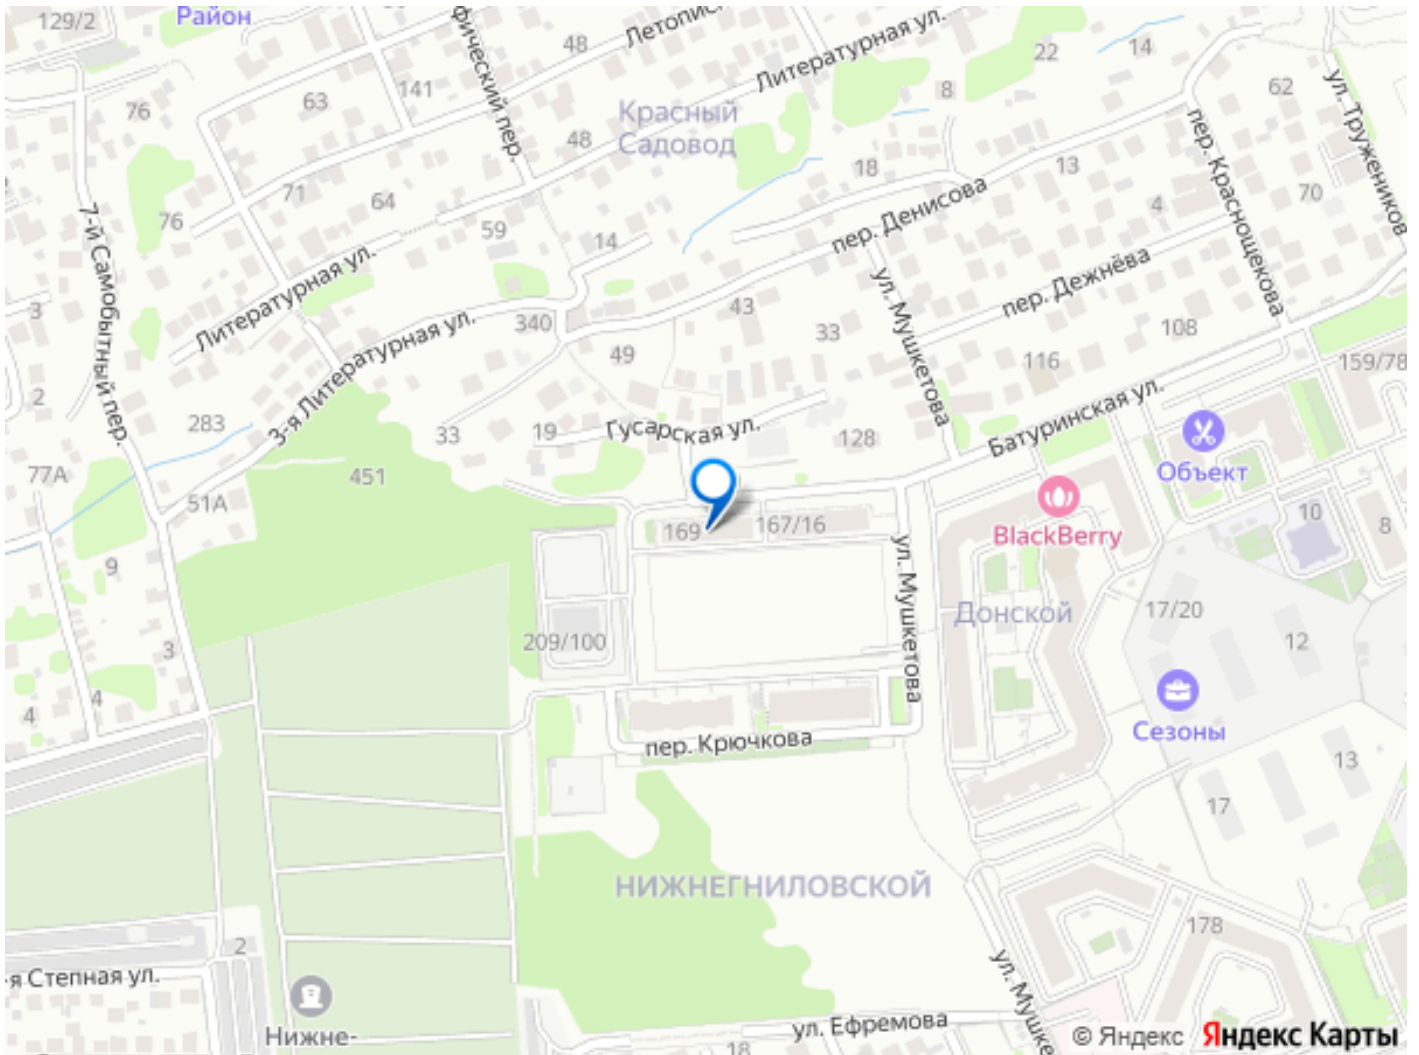 129/2
Район
фический пер.
48
Летопис
Литературная ул.
22
14
76
63
141
8
62
ул. Тружеников
Красный
Садовод
48
пер. Краснощекова
71
64
76
59
14
18
13
4
70
пер. Денисова
7-й Самобытный пер.
Литературная ул.
3
340
3-я Литературная ул.
43
33
49
ул. Мушкетова
пер. Дежнёва
108
116
159/78
2
283
33
19
Гусарская ул.
128
Батуринская ул.
Объект
77А
51А
451
169
167/16
BlackBerry
10
8
9
ул. Мушкетова
Донской
17/20
12
209/100
3
4
4
Сезоны
пер. Крючкова
13
17
НИЖНЕГНИЛОВСКОЙ
178
2
-я Степная ул.
ул. Мушке
Нижне-
18
ул. Ефремова
© Яндекс Яндекс Карты